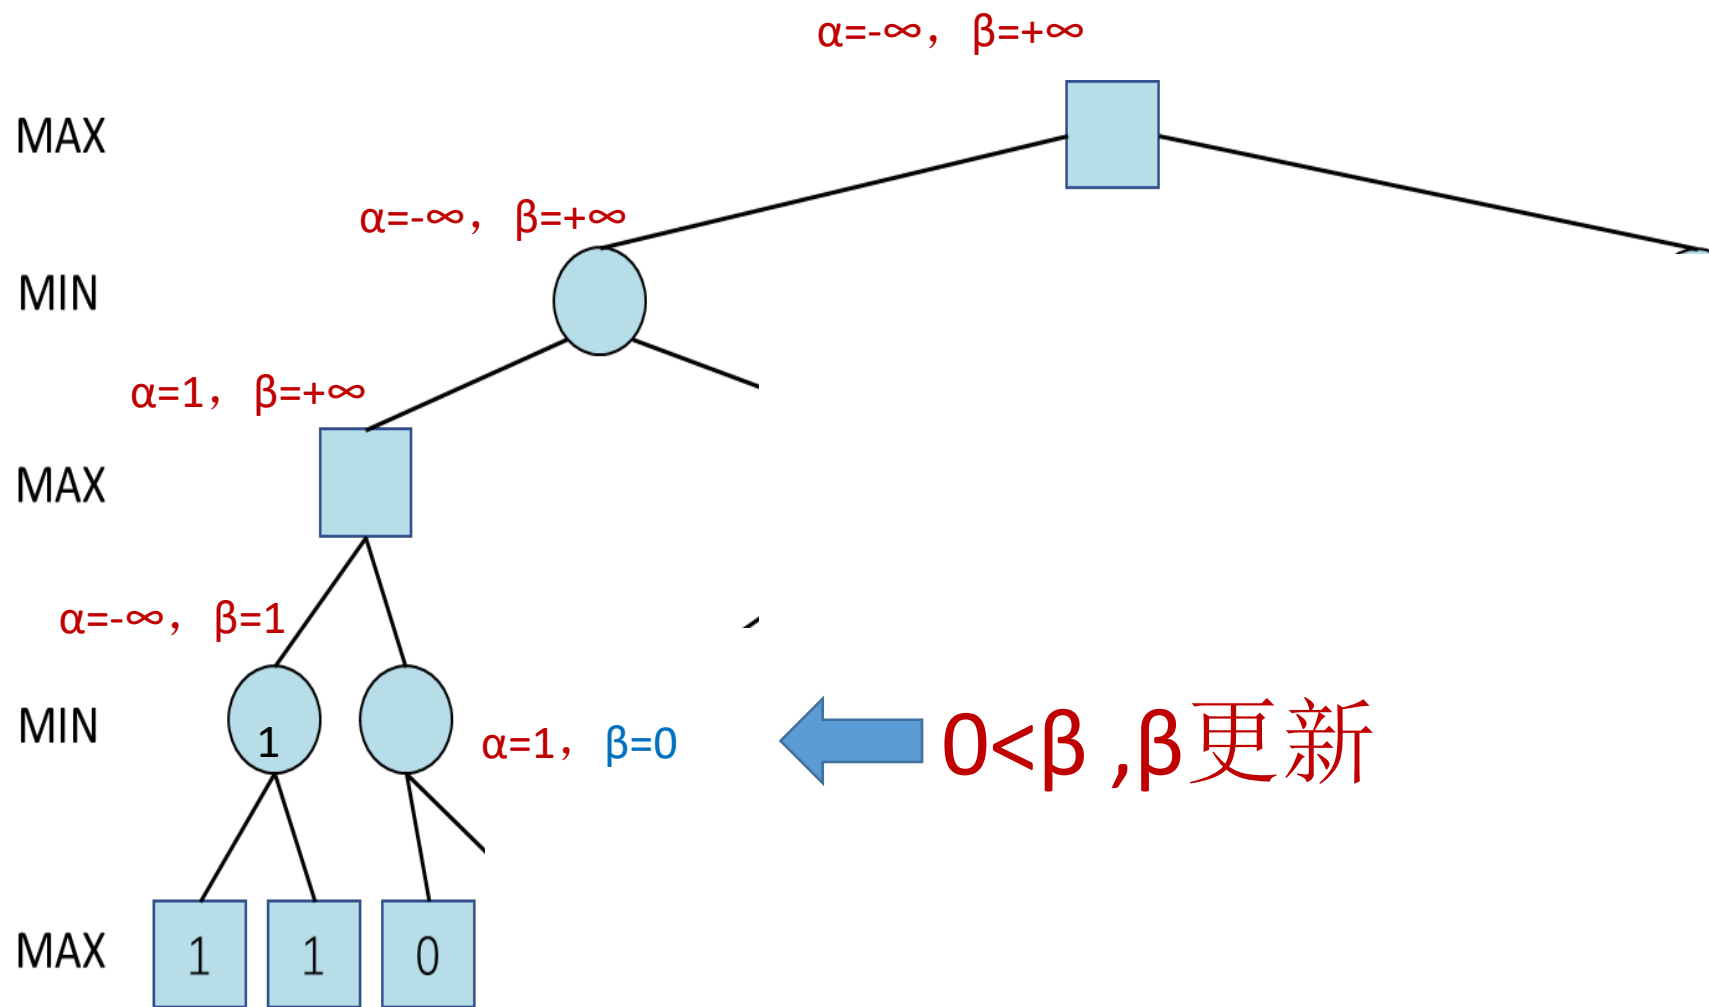 α=-∞，β=+∞
MAX
α=-∞，β=+∞
MIN
α=1，β=+∞
MAX
α=-∞，β=1
MIN
1
α=1，β=0
0<β ,β更新
MAX
1
1
0